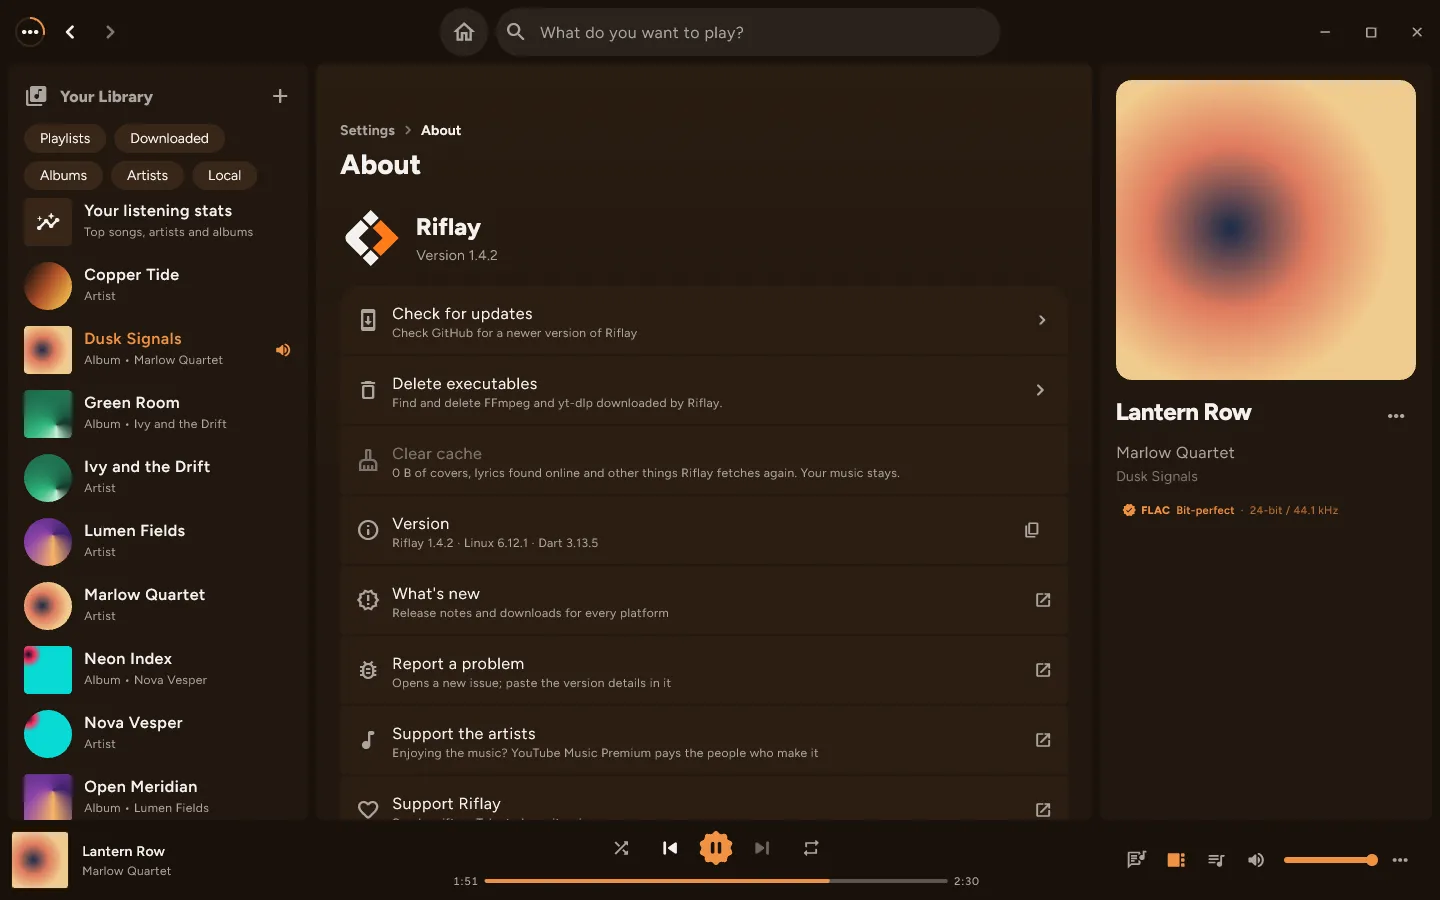 What do you want to play?
Your Library
Playlists
Downloaded
Albums
Artists
Local
Your listening stats
Top songs, artists and albums
Copper Tide
Artist
Dusk Signals
Album • Marlow Quartet
Green Room
Album • Ivy and the Drift
Ivy and the Drift
Artist
Lumen Fields
Artist
Marlow Quartet
Artist
Neon Index
Album • Nova Vesper
Nova Vesper
Artist
Open Meridian
Album • Lumen Fields
Settings > About
About
Riflay
Version 1.4.2
Check for updates
Check GitHub for a newer version of Riflay
Delete executables
Find and delete FFmpeg and yt-dlp downloaded by Riflay.
Clear cache
0 B of covers, lyrics found online and other things Riflay fetches again. Your music stays.
Version
Riflay 1.4.2 · Linux 6.12.1 · Dart 3.13.5
What's new
Release notes and downloads for every platform
Report a problem
Opens a new issue; paste the version details in it
Support the artists
Enjoying the music? YouTube Music Premium pays the people who make it
Support Riflay
Lantern Row
Marlow Quartet
Dusk Signals
FLAC Bit-perfect · 24-bit / 44.1 kHz
Lantern Row
Marlow Quartet
1:51
2:30